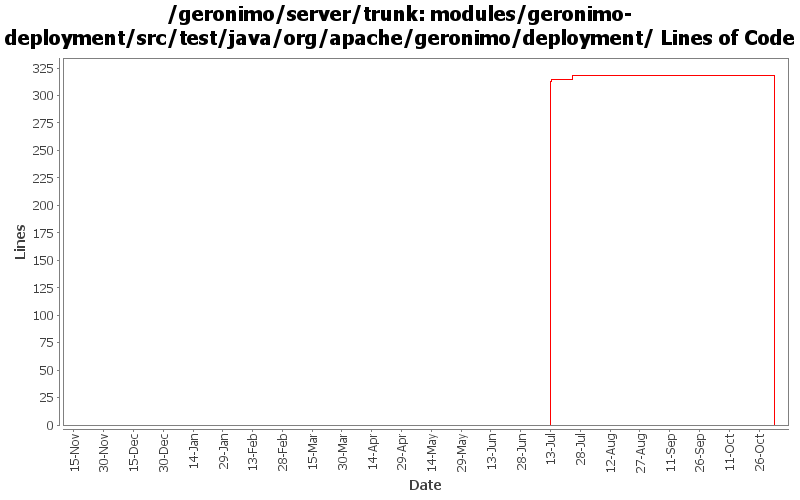 /geronimo/server/trunk: modules/geronimo-
deployment/src/test/java/org/apache/geronimo/deployment/ Lines of Code
325
300
275
250
225
200
175
150
125
100
75
50
25
0
Lines
15-Nov
30-Nov
15-Dec
30-Dec
14-Jan
29-Jan
13-Feb
28-Feb
15-Mar
30-Mar
14-Apr
29-Apr
14-May
29-May
13-Jun
28-Jun
13-Jul
28-Jul
12-Aug
27-Aug
11-Sep
26-Sep
11-Oct
26-Oct
Date